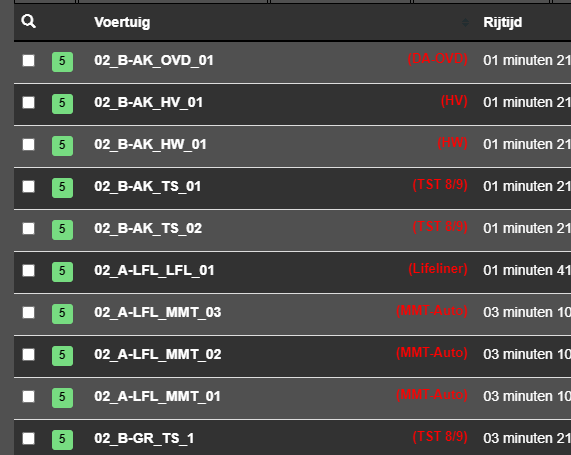 Voertuig Rijtijd
5 02_B-AK_OVD_01 (DA-OVD) 01 minuten 21
5 02_B-AK_HV_01 (HV) 01 minuten 21
5 02_B-AK_HW_01 (HW) 01 minuten 21
5 02_B-AK_TS_01 (TST 8/9) 01 minuten 21
5 02_B-AK_TS_02 (TST 8/9) 01 minuten 21
5 02_A-LFL_LFL_01 (Lifeliner) 01 minuten 41
5 02_A-LFL_MMT_03 (MMT-Auto) 03 minuten 10
5 02_A-LFL_MMT_02 (MMT-Auto) 03 minuten 10
5 02_A-LFL_MMT_01 (MMT-Auto) 03 minuten 10
5 02_B-GR_TS_1 (TST 8/9) 03 minuten 21